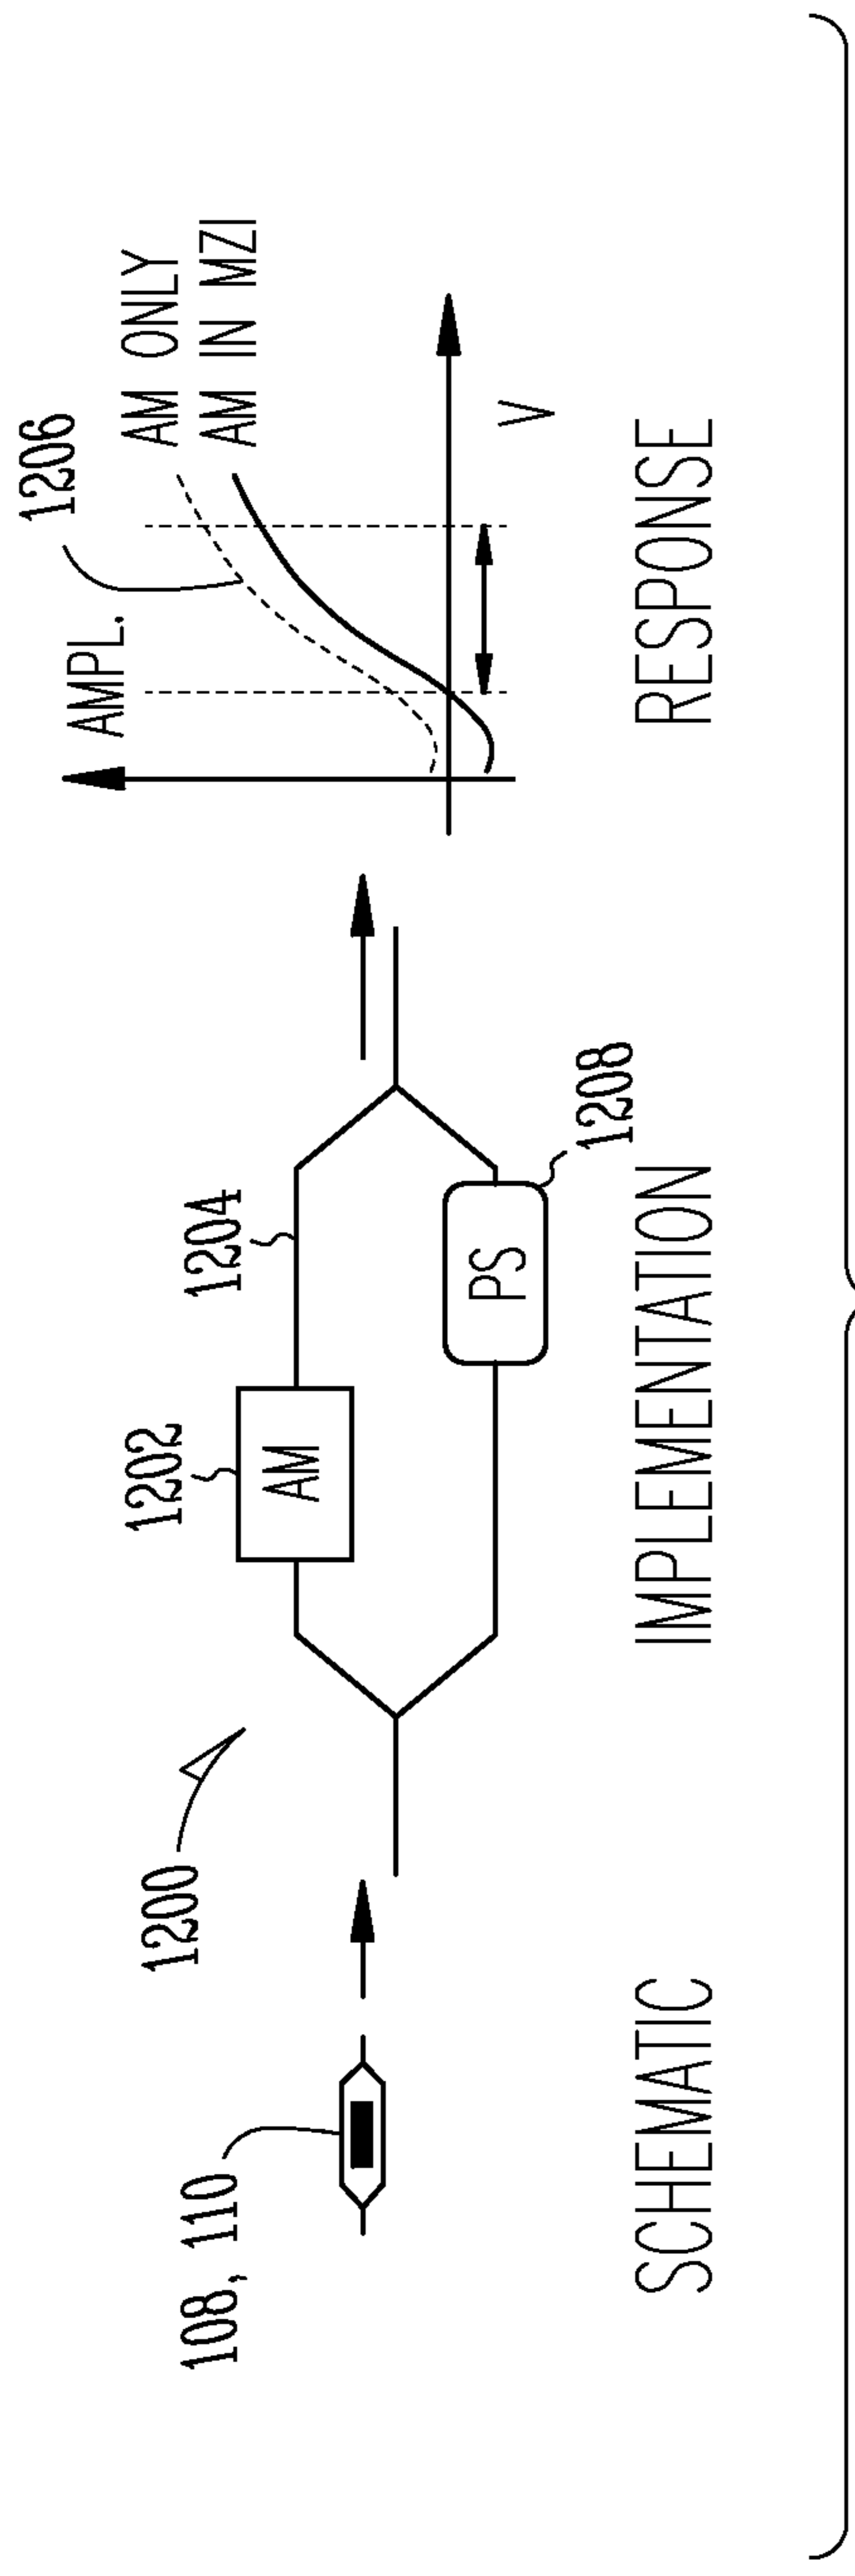 108, 110
SCHEMATIC
1200
1202
AM
1204
PS
1208
IMPLEMENTATION
AMPL.
1206
AM ONLY
AM IN MZI
V
RESPONSE